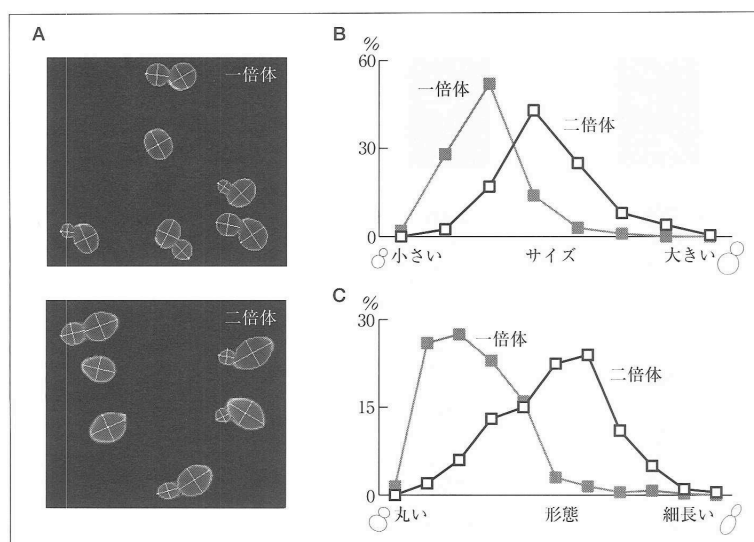 A
一倍体
二倍体
B
%
60
30
0
一倍体
二倍体
小さい
サイズ
大きい
C
%
30
15
0
一倍体
二倍体
丸い
形態
細長い